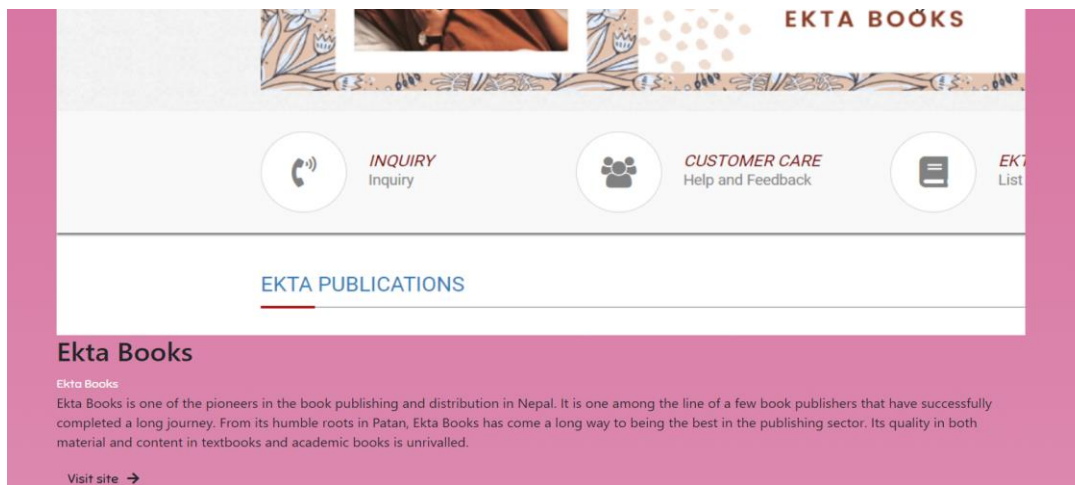 EKTA BOOKS
INQUIRY
Inquiry
CUSTOMER CARE
Help and Feedback
EKT
List
EKTA PUBLICATIONS
Ekta Books
Ekta Books
Ekta Books is one of the pioneers in the book publishing and distribution in Nepal. It is one among the line of a few book publishers that have successfully
completed a long journey. From its humble roots in Patan, Ekta Books has come a long way to being the best in the publishing sector. Its quality in both
material and content in textbooks and academic books is unrivalled.
Visit site →